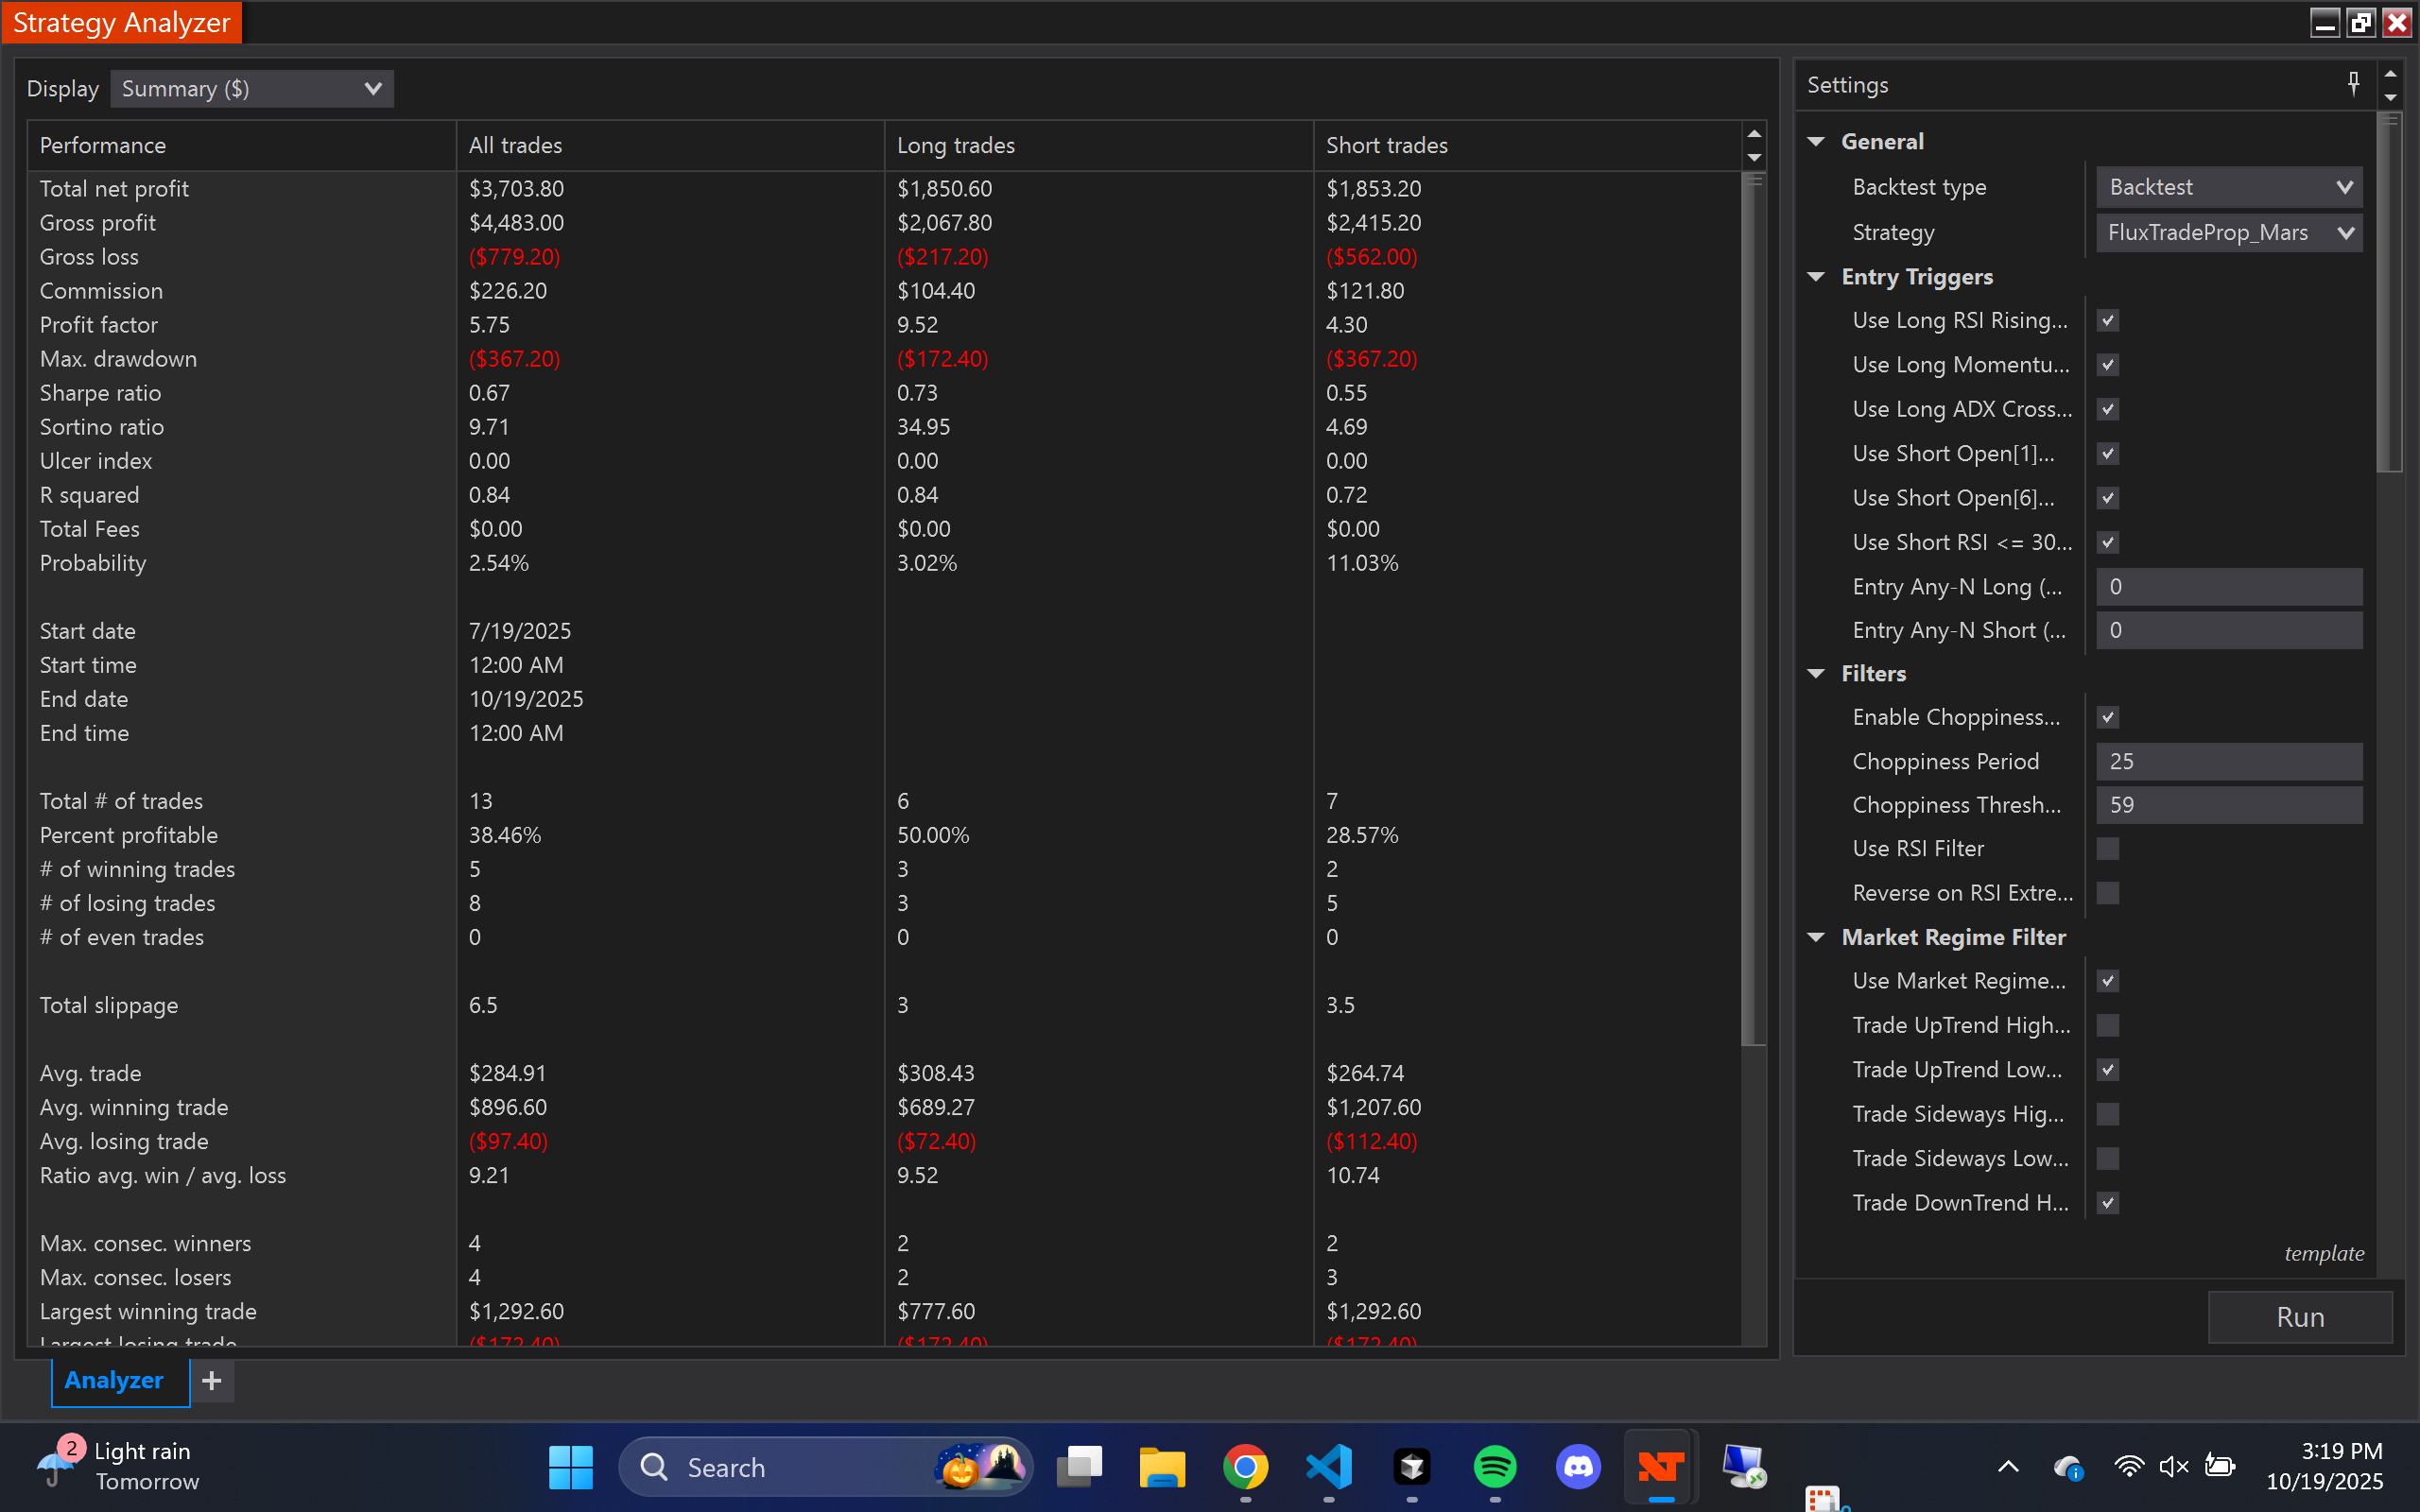 Strategy Analyzer
Display Summary ($)
Performance All trades Long trades Short trades
Total net profit $3,703.80 $1,850.60 $1,853.20
Gross profit $4,483.00 $2,067.80 $2,415.20
Gross loss ($779.20) ($217.20) ($562.00)
Commission $226.20 $104.40 $121.80
Profit factor 5.75 9.52 4.30
Max. drawdown ($367.20) ($172.40) ($367.20)
Sharpe ratio 0.67 0.73 0.55
Sortino ratio 9.71 34.95 4.69
Ulcer index 0.00 0.00 0.00
R squared 0.84 0.84 0.72
Total Fees $0.00 $0.00 $0.00
Probability 2.54% 3.02% 11.03%
Start date 7/19/2025
Start time 12:00 AM
End date 10/19/2025
End time 12:00 AM
Total # of trades 13 6 7
Percent profitable 38.46% 50.00% 28.57%
# of winning trades 5 3 2
# of losing trades 8 3 5
# of even trades 0 0 0
Total slippage 6.5 3 3.5
Avg. trade $284.91 $308.43 $264.74
Avg. winning trade $896.60 $689.27 $1,207.60
Avg. losing trade ($97.40) ($72.40) ($112.40)
Ratio avg. win / avg. loss 9.21 9.52 10.74
Max. consec. winners 4 2 2
Max. consec. losers 4 2 3
Largest winning trade $1,292.60 $777.60 $1,292.60
Largest losing trade ($172.40) ($172.40) ($172.40)
Analyzer +
Settings
General
Backtest type Backtest
Strategy FluxTradeProp_Mars
Entry Triggers
Use Long RSI Rising...
Use Long Momentu...
Use Long ADX Cross...
Use Short Open[1]...
Use Short Open[6]...
Use Short RSI <= 30...
Entry Any-N Long (... 0
Entry Any-N Short (... 0
Filters
Enable Choppiness...
Choppiness Period 25
Choppiness Thresh... 59
Use RSI Filter
Reverse on RSI Extre...
Market Regime Filter
Use Market Regime...
Trade UpTrend High...
Trade UpTrend Low...
Trade Sideways Hig...
Trade Sideways Low...
Trade DownTrend H...
template
Run
2
Light rain
Tomorrow
Search
3:19 PM
10/19/2025